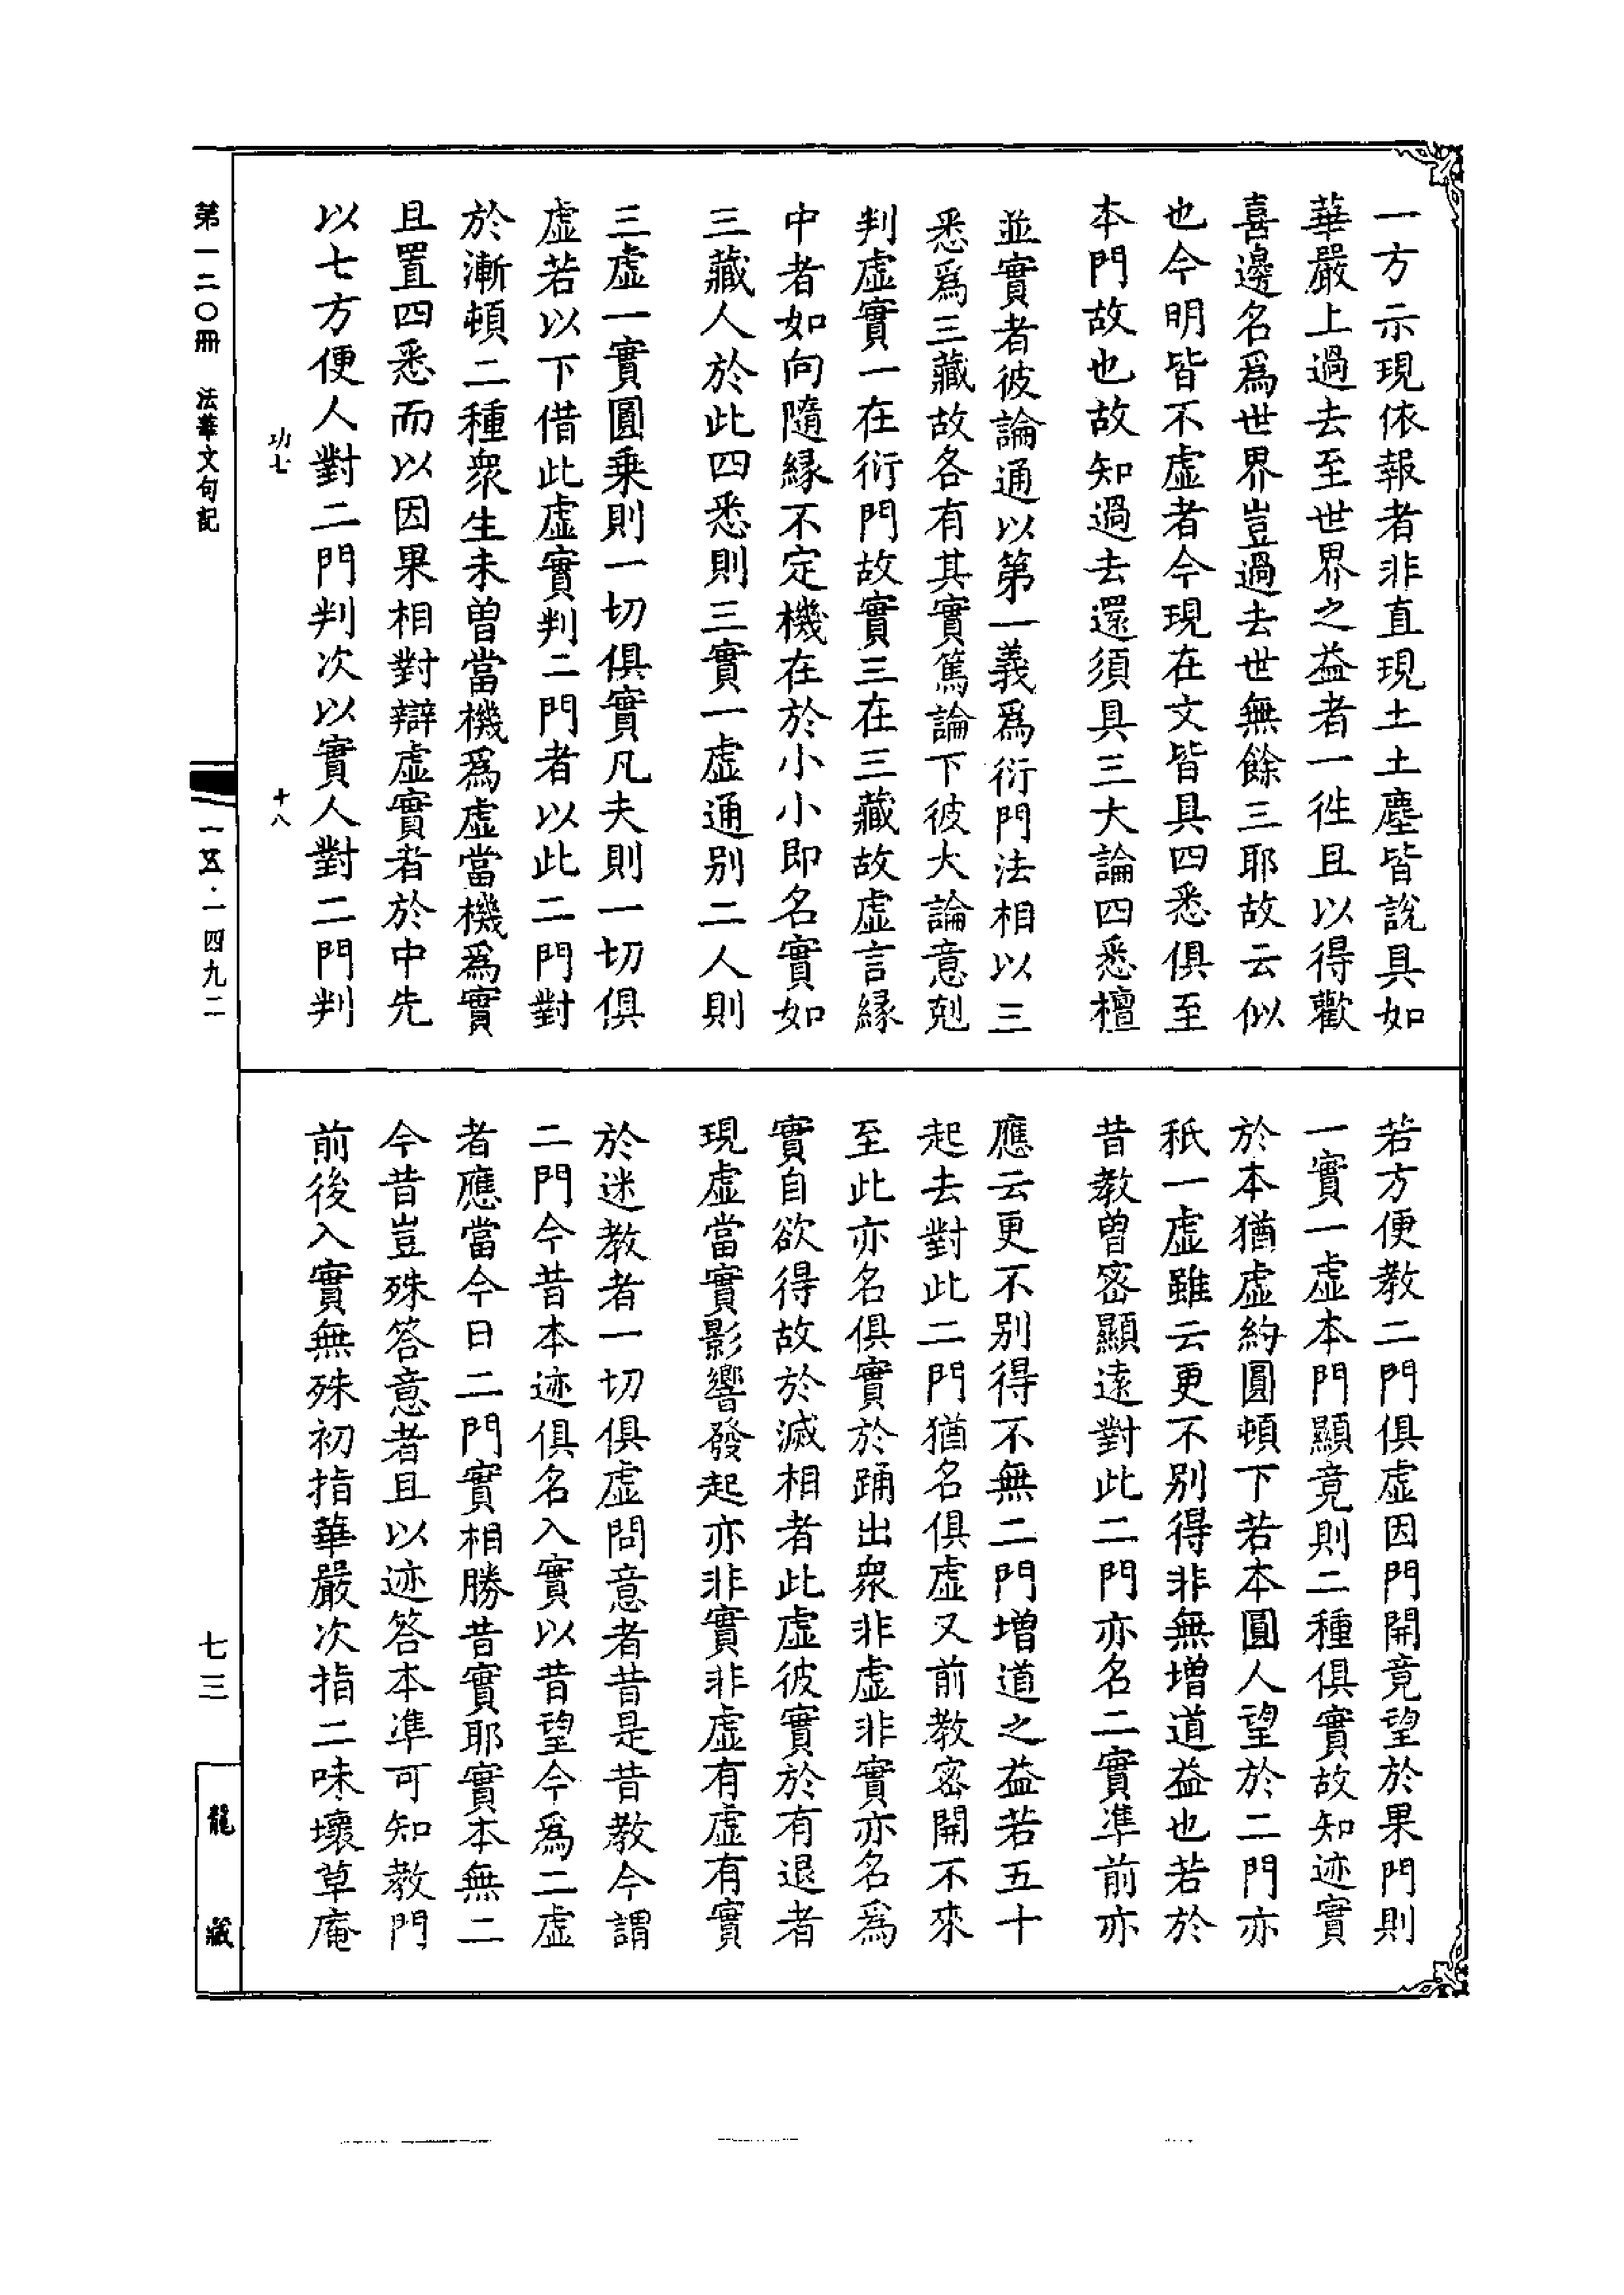 一方示現依報者非直現土土塵皆說具如
華嚴上過去至世界之益者一徃且以得歡
喜邊名爲世界豈過去世無餘三耶故云似
也今明皆不虛者今現在文皆具四悉俱至
本門故也故知過去還須具三大論四悉檀
並實者彼論通以第一義爲衍門法相以三
悉爲三藏故各有其實篤論下彼大論意剋
判虛實一在衍門故實三在三藏故虛言緣
中者如向隨緣不定機在於小小即名實如
三藏人於此四悉則三實一虛通别二人則
三虛一實圓乗則一切俱實凡夫則一切俱
虛若以下借此虛實判二門者以此二門對
於漸頓二種衆生未曽當機爲虛當機爲實
且置四悉而以因果相對辯虛實者於中先
以七方便人對二門判次以實人對二門判
若方便教二門俱虛因門開竟望於果門則
一實一虛本門顯竟則二種俱實故知迹實
於本猶虛約圓頓下若本圓人望於二門亦
秖一虛雖云更不别得非無增道益也若於
昔教曽密顯遠對此二門亦名二實準前亦
應云更不别得不無二門增道之益若五十
起去對此二門猶名俱虛又前教密開不來
至此亦名俱實於踊出衆非虛非實亦名爲
實自欲得故於滅相者此虛彼實於有退者
現虛當實影響發起亦非實非虛有虛有實
於迷教者一切俱虛問意者昔是昔教今謂
二門今昔本迹俱名入實以昔望今爲二虛
者應當今日二門實相勝昔實耶實本無二
今昔豈殊答意者且以迹答本準可知教門
前後入實無殊初指華嚴次指二味壞草庵
功七
十八
第一二〇冊 法華文句記
一五·一四九二
七三
龍藏